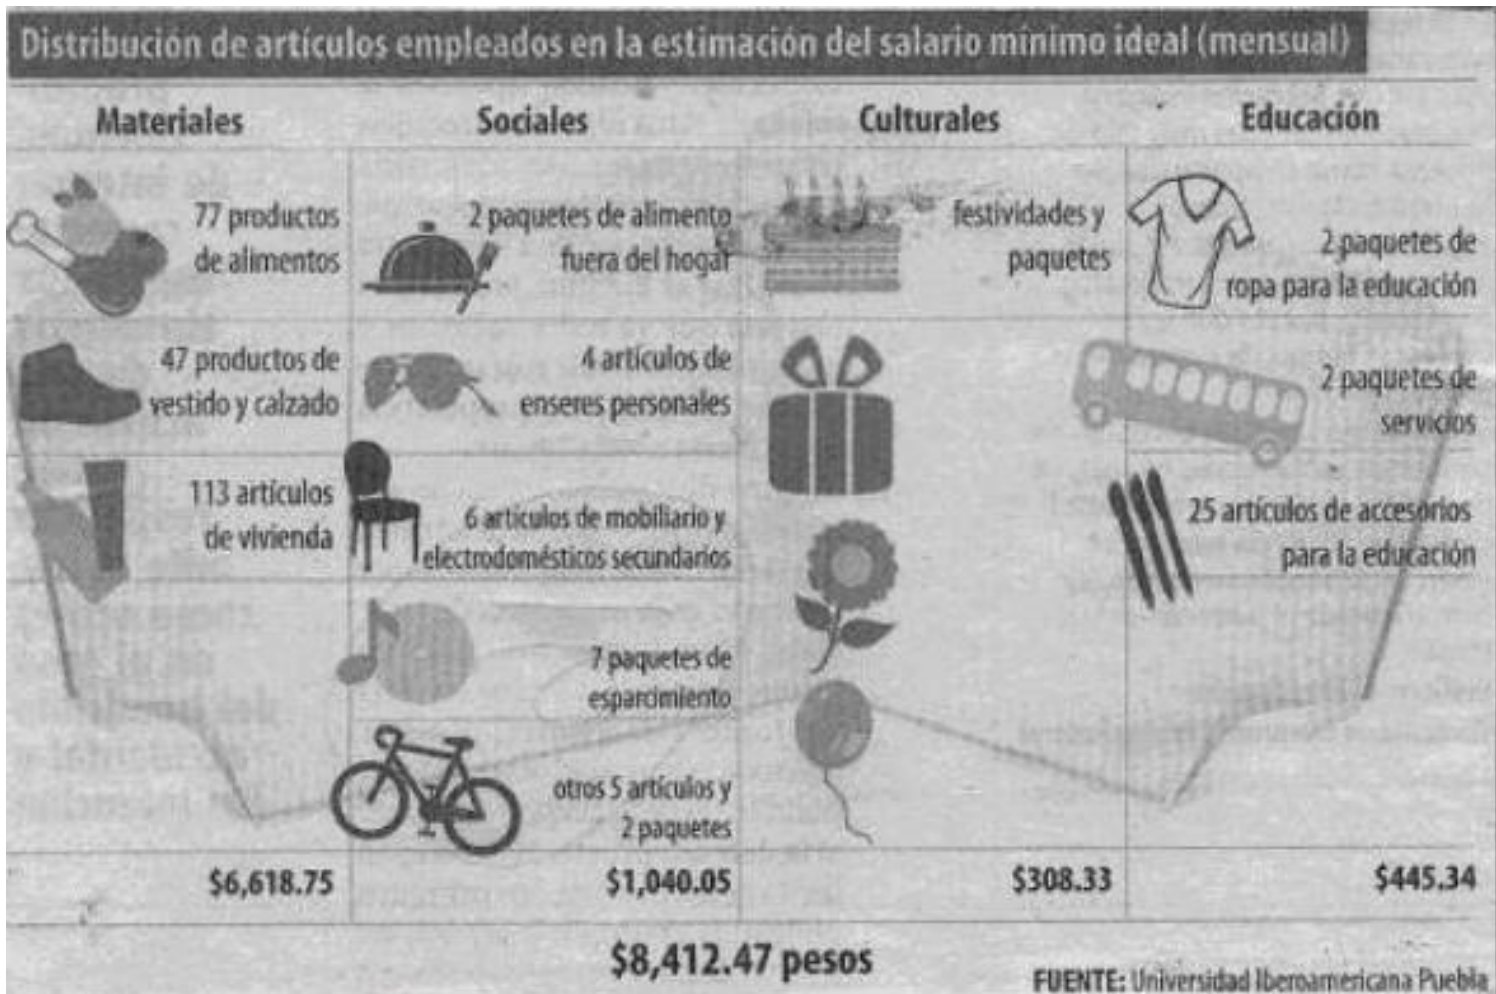 Distribución de artículos empleados en la estimación del salario mínimo ideal (mensual)
Materiales
77 productos
de alimentos
47 productos de
vestido y calzado
113 artículos
de vivienda
$6,618.75
Sociales
2 paquetes de alimento
fuera del hogar
4 artículos de
enseres personales
6 artículos de mobiliario y
electrodomésticos secundarios
7 paquetes de
esparcimiento
otros 5 artículos y
2 paquetes
$1,040.05
Culturales
festividades y
paquetes
$308.33
Educación
2 paquetes de
ropa para la educación
2 paquetes de
servicios
25 artículos de accesorios
para la educación
$445.34
$8,412.47 pesos
FUENTE: Universidad Iberoamericana Puebla